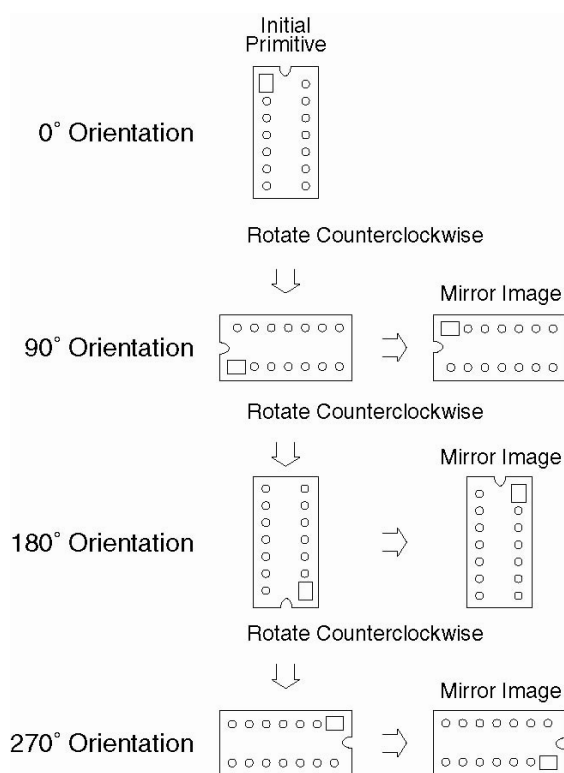 Initial
Primitive
0° Orientation
Rotate Counterclockwise
Mirror Image
90° Orientation
Rotate Counterclockwise
Mirror Image
180° Orientation
Rotate Counterclockwise
Mirror Image
270° Orientation